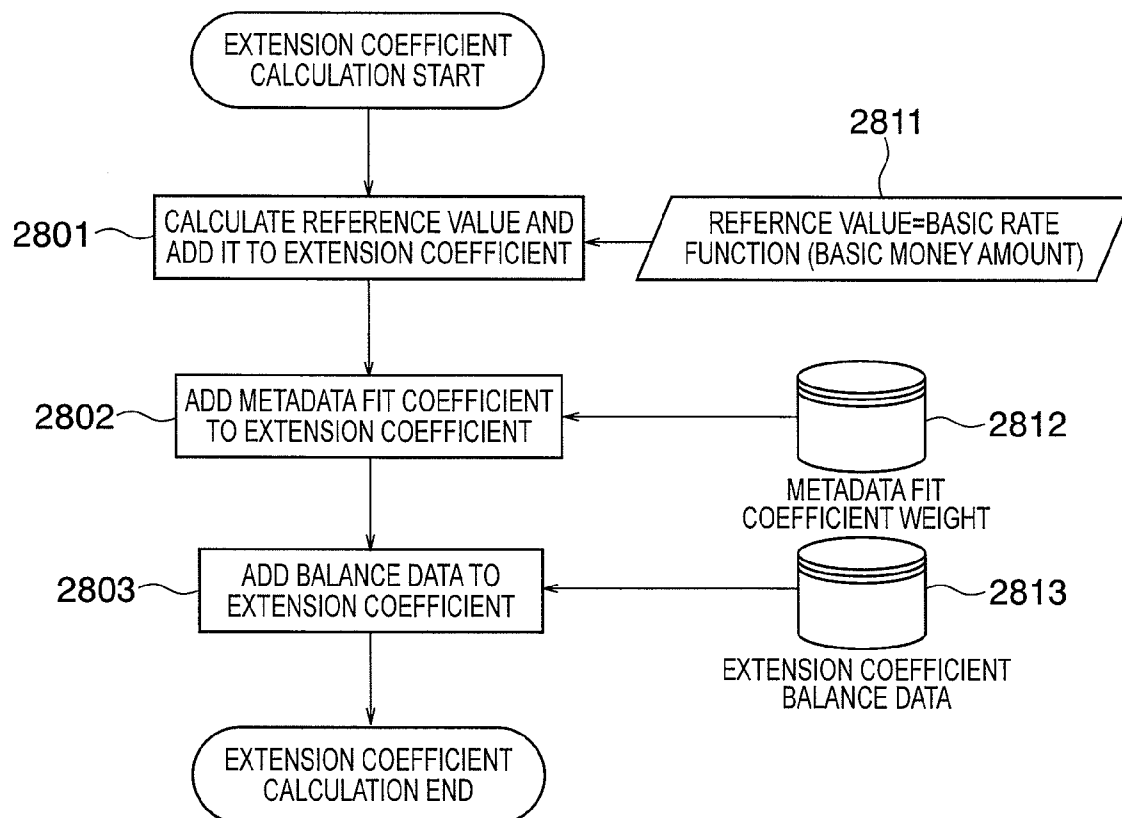 EXTENSION COEFFICIENT
CALCULATION START
2811
2801
CALCULATE REFERENCE VALUE AND
ADD IT TO EXTENSION COEFFICIENT
REFERNCE VALUE=BASIC RATE
FUNCTION (BASIC MONEY AMOUNT)
2802
ADD METADATA FIT COEFFICIENT
TO EXTENSION COEFFICIENT
2812
METADATA FIT
COEFFICIENT WEIGHT
2803
ADD BALANCE DATA TO
EXTENSION COEFFICIENT
2813
EXTENSION COEFFICIENT
BALANCE DATA
EXTENSION COEFFICIENT
CALCULATION END